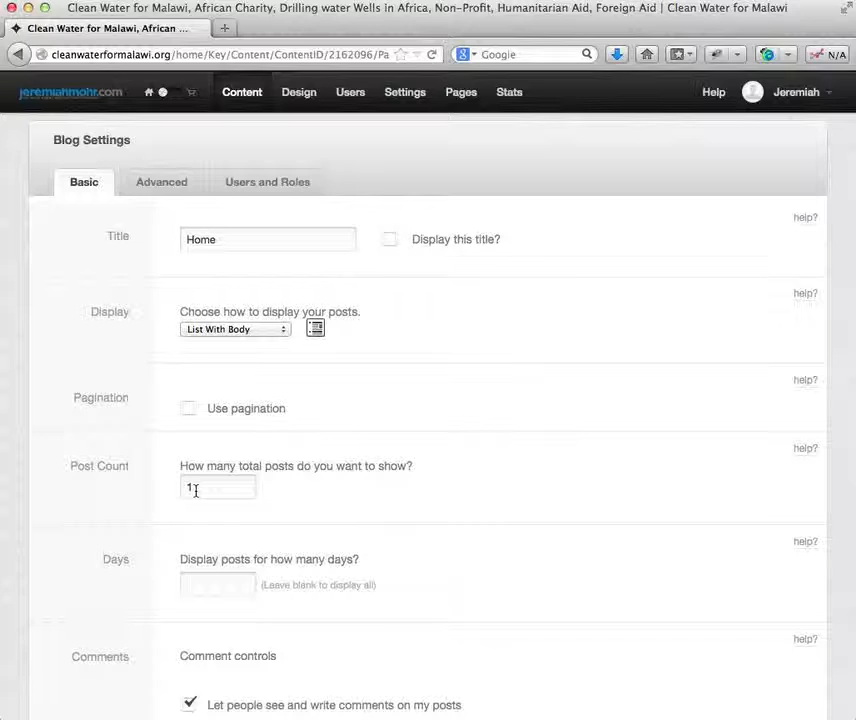 Clean Water for Malawi, African Charity, Drilling water Wells in Africa, Non-Profit, Humanitarian Aid, Foreign Aid | Clean Water for Malawi
Clean Water for Malawi, African ...
cleanwaterformalawi.org/home/Key/Content/ContentID/2162096/Pa
Google
N/A
jeremiahmohr.com Content Design Users Settings Pages Stats Help Jeremiah
Blog Settings
Basic Advanced Users and Roles
help?
Title Home Display this title?
help?
Display Choose how to display your posts.
List With Body
help?
Pagination Use pagination
help?
Post Count How many total posts do you want to show?
1
help?
Days Display posts for how many days?
(Leave blank to display all)
help?
Comments Comment controls
Let people see and write comments on my posts